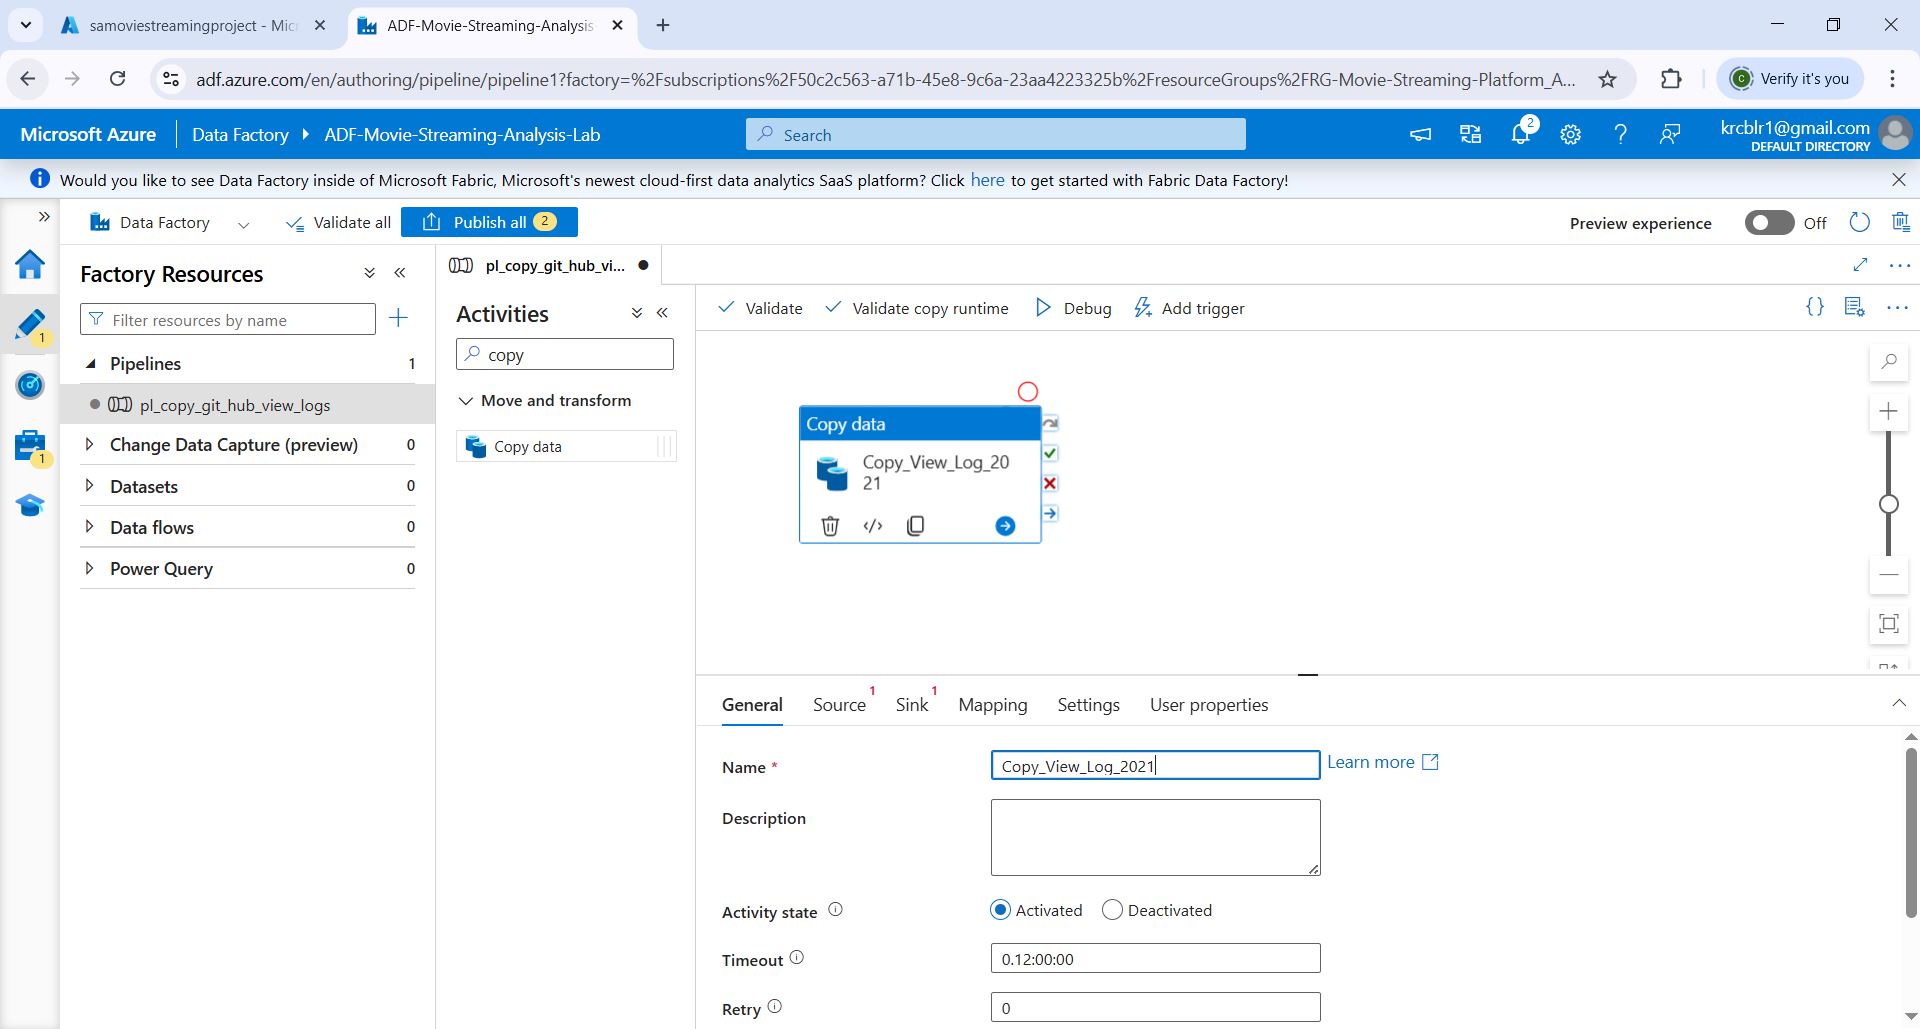 samoviestreamingproject - Micr
ADF-Movie-Streaming-Analysis
adf.azure.com/en/authoring/pipeline/pipeline1?factory=%2Fsubscriptions%2F50c2c563-a71b-45e8-9c6a-23aa4223325b%2FresourceGroups%2FRG-Movie-Streaming-Platform_A...
C
Verify it's you
Microsoft Azure
Data Factory
ADF-Movie-Streaming-Analysis-Lab
Search
2
krcblr1@gmail.com
DEFAULT DIRECTORY
Would you like to see Data Factory inside of Microsoft Fabric, Microsoft's newest cloud-first data analytics SaaS platform? Click here to get started with Fabric Data Factory!
Data Factory
Validate all
Publish all 2
Preview experience
Off
1
1
Factory Resources
Filter resources by name
Pipelines 1
pl_copy_git_hub_view_logs
Change Data Capture (preview) 0
Datasets 0
Data flows 0
Power Query 0
pl_copy_git_hub_vi...
Activities
copy
Move and transform
Copy data
Validate
Validate copy runtime
Debug
Add trigger
Copy data
Copy_View_Log_20
21
General
Source 1
Sink 1
Mapping
Settings
User properties
Name *
Copy_View_Log_2021
Learn more
Description
Activity state
Activated
Deactivated
Timeout
0.12:00:00
Retry
0